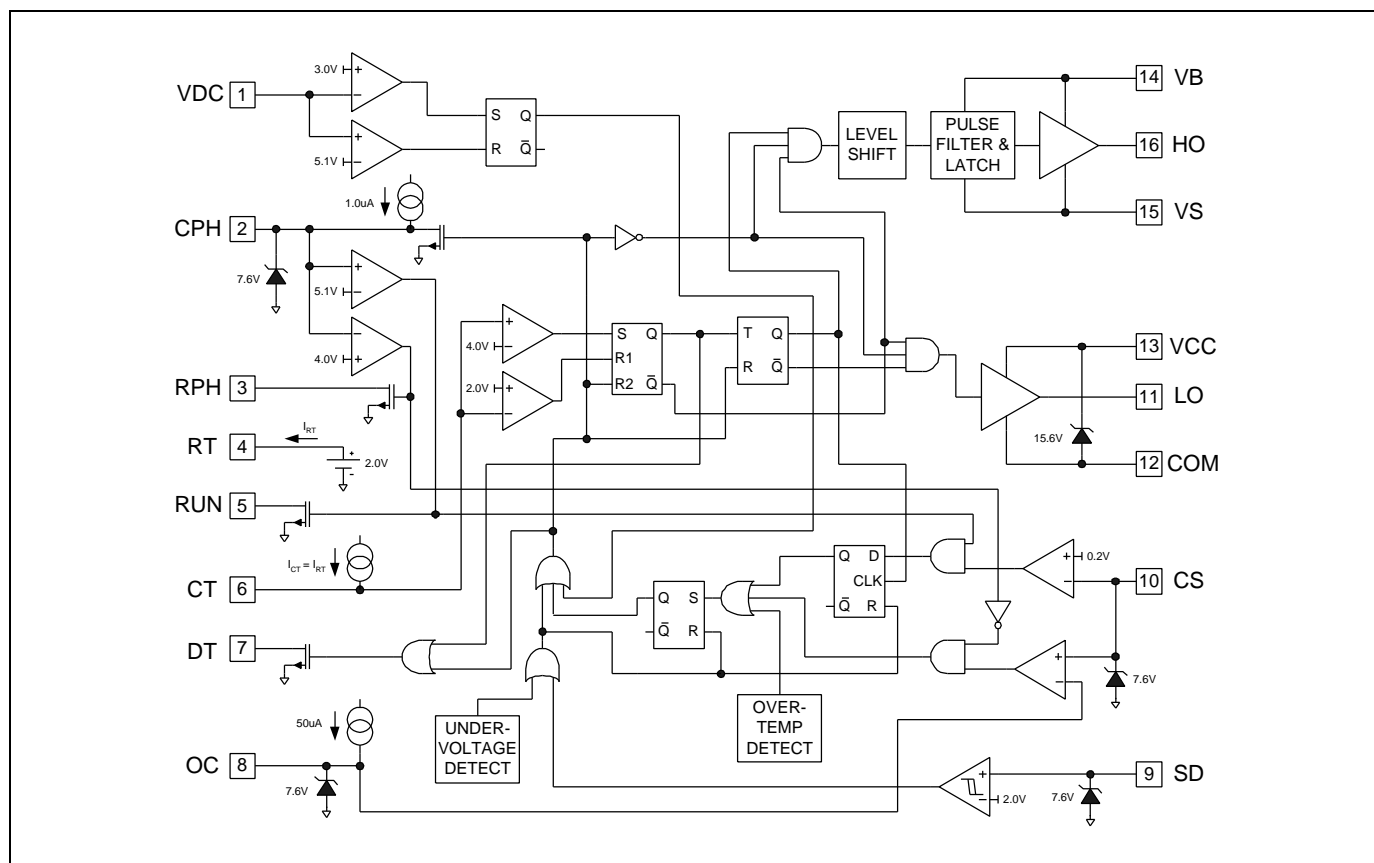 VDC 1
3.0V
+
−
+
−
5.1V
S Q
R Q̅
CPH 2
1.0uA
7.6V
+
−
5.1V
−
+
4.0V
RPH 3
RT 4
I_RT
+
−
2.0V
RUN 5
CT 6
I_CT = I_RT
DT 7
OC 8
50uA
7.6V
+
−
4.0V
2.0V
+
−
S Q
R1
R2 Q̅
T Q
R Q̅
LEVEL
SHIFT
PULSE
FILTER &
LATCH
14 VB
16 HO
15 VS
13 VCC
11 LO
15.6V
12 COM
Q D
CLK
Q̅ R
Q S
Q̅ R
+
−
0.2V
10 CS
+
−
7.6V
UNDER-
VOLTAGE
DETECT
OVER-
TEMP
DETECT
+
−
2.0V
7.6V
9 SD